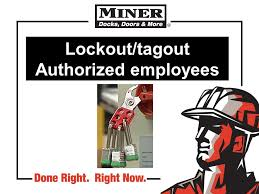 MINER
Docks, Doors & More
Lockout/tagout
Authorized employees
Done Right. Right Now.